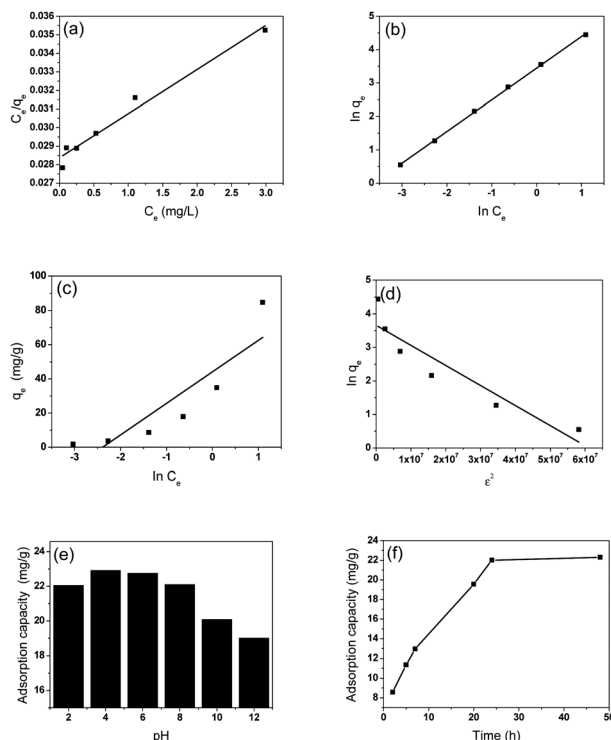 (a)
0.036
0.035
0.034
0.033
0.032
0.031
0.030
0.029
0.028
0.027
C_e/q_e
0.0 0.5 1.0 1.5 2.0 2.5 3.0
C_e (mg/L)
(b)
5
4
3
2
1
0
ln q_e
-3 -2 -1 0 1
ln C_e
(c)
100
80
60
40
20
0
q_e (mg/g)
-3 -2 -1 0 1
ln C_e
(d)
5
4
3
2
1
0
ln q_e
1x10^7 2x10^7 3x10^7 4x10^7 5x10^7 6x10^7
ε^2
(e)
24
22
20
18
16
Adsorption capacity (mg/g)
2 4 6 8 10 12
pH
(f)
24
22
20
18
16
14
12
10
8
Adsorption capacity (mg/g)
0 10 20 30 40 50
Time (h)